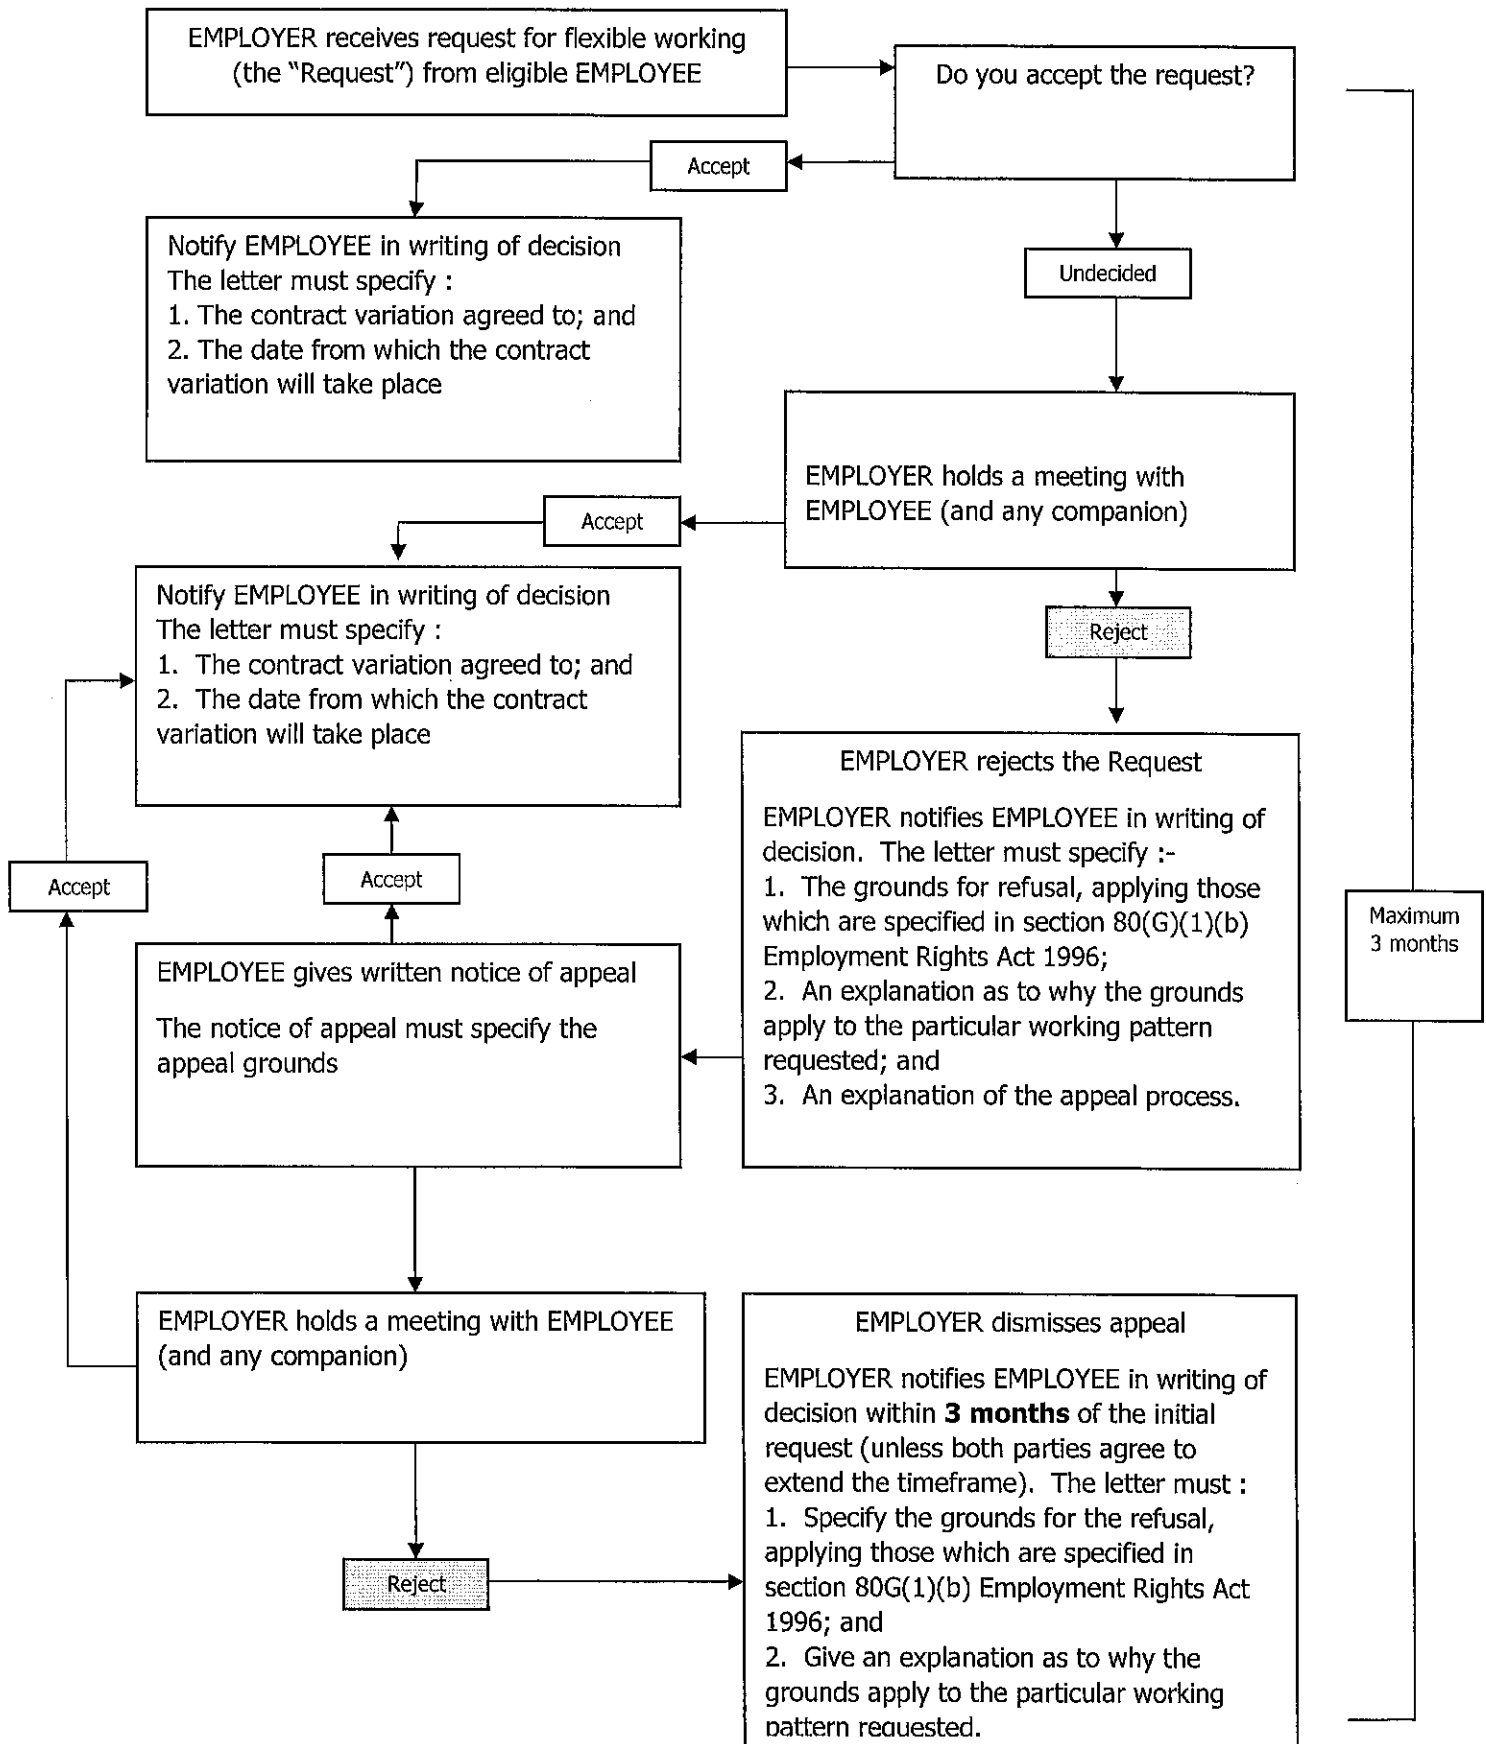 EMPLOYER receives request for flexible working
(the “Request”) from eligible EMPLOYEE
Do you accept the request?
Accept
Notify EMPLOYEE in writing of decision
The letter must specify :
1. The contract variation agreed to; and
2. The date from which the contract
variation will take place
Undecided
EMPLOYER holds a meeting with
EMPLOYEE (and any companion)
Accept
Notify EMPLOYEE in writing of decision
The letter must specify :
1. The contract variation agreed to; and
2. The date from which the contract
variation will take place
Reject
EMPLOYER rejects the Request
EMPLOYER notifies EMPLOYEE in writing of
decision. The letter must specify :-
1. The grounds for refusal, applying those
which are specified in section 80(G)(1)(b)
Employment Rights Act 1996;
2. An explanation as to why the grounds
apply to the particular working pattern
requested; and
3. An explanation of the appeal process.
Accept
Accept
Maximum
3 months
EMPLOYEE gives written notice of appeal
The notice of appeal must specify the
appeal grounds
EMPLOYER holds a meeting with EMPLOYEE
(and any companion)
Reject
EMPLOYER dismisses appeal
EMPLOYER notifies EMPLOYEE in writing of
decision within 3 months of the initial
request (unless both parties agree to
extend the timeframe). The letter must :
1. Specify the grounds for the refusal,
applying those which are specified in
section 80G(1)(b) Employment Rights Act
1996; and
2. Give an explanation as to why the
grounds apply to the particular working
pattern requested.